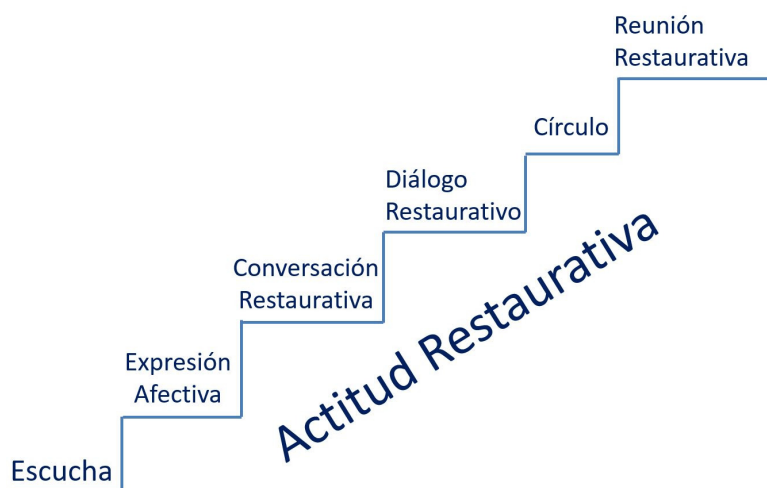 Reunión
Restaurativa
Círculo
Diálogo
Restaurativo
Conversación
Restaurativa
Expresión
Afectiva
Escucha
Actitud Restaurativa